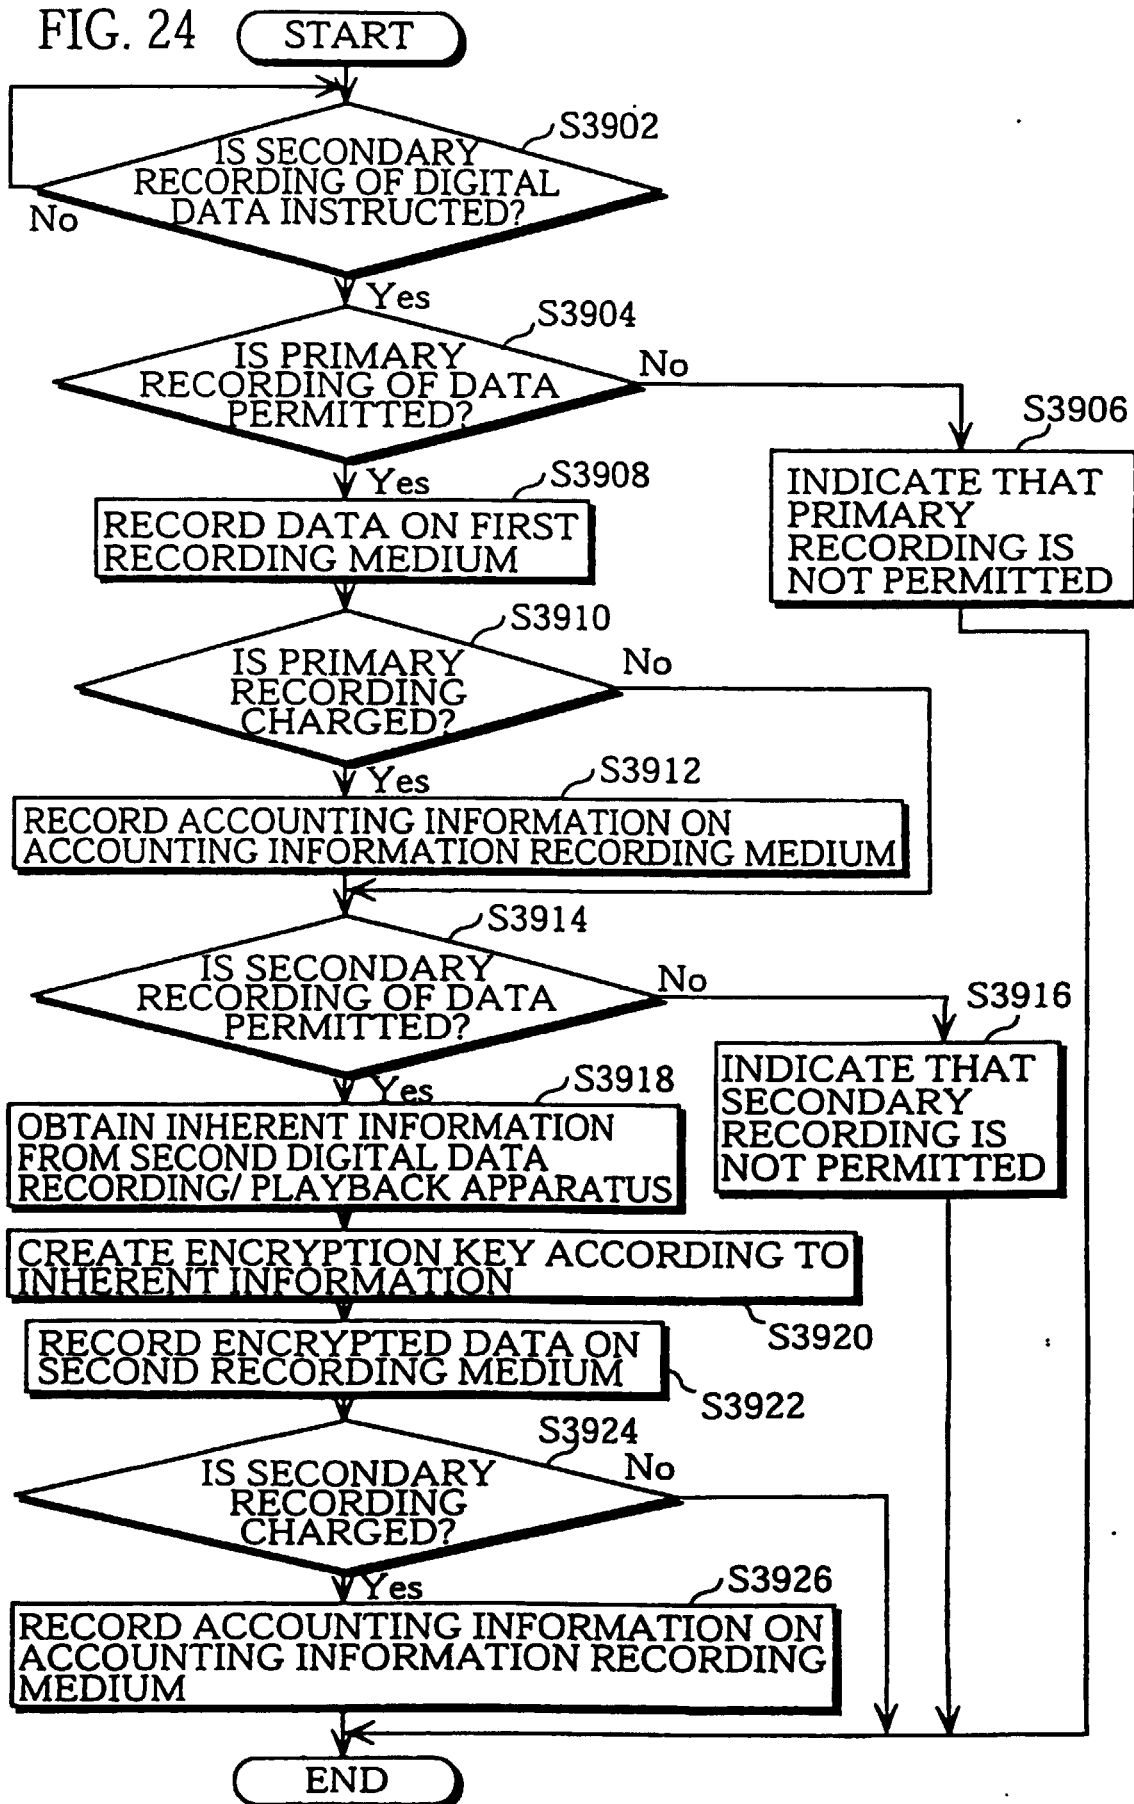 FIG. 24
START
S3902
IS SECONDARY
RECORDING OF DIGITAL
DATA INSTRUCTED?
No
Yes
S3904
IS PRIMARY
RECORDING OF DATA
PERMITTED?
No
S3906
INDICATE THAT
PRIMARY
RECORDING IS
NOT PERMITTED
Yes
S3908
RECORD DATA ON FIRST
RECORDING MEDIUM
S3910
IS PRIMARY
RECORDING
CHARGED?
No
Yes
S3912
RECORD ACCOUNTING INFORMATION ON
ACCOUNTING INFORMATION RECORDING MEDIUM
S3914
IS SECONDARY
RECORDING OF DATA
PERMITTED?
No
S3916
INDICATE THAT
SECONDARY
RECORDING IS
NOT PERMITTED
Yes
S3918
OBTAIN INHERENT INFORMATION
FROM SECOND DIGITAL DATA
RECORDING/ PLAYBACK APPARATUS
CREATE ENCRYPTION KEY ACCORDING TO
INHERENT INFORMATION
S3920
RECORD ENCRYPTED DATA ON
SECOND RECORDING MEDIUM
S3922
S3924
IS SECONDARY
RECORDING
CHARGED?
No
Yes
S3926
RECORD ACCOUNTING INFORMATION ON
ACCOUNTING INFORMATION RECORDING
MEDIUM
END